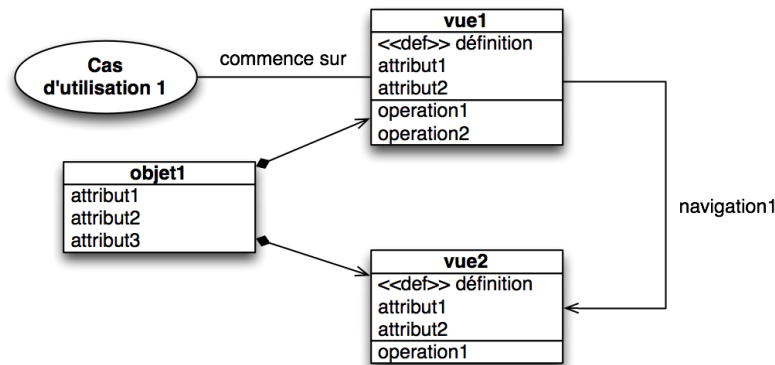 vue1
<<def>> définition
attribut1
attribut2
operation1
operation2
commence sur
Cas
d'utilisation 1
objet1
attribut1
attribut2
attribut3
navigation1
vue2
<<def>> définition
attribut1
attribut2
operation1